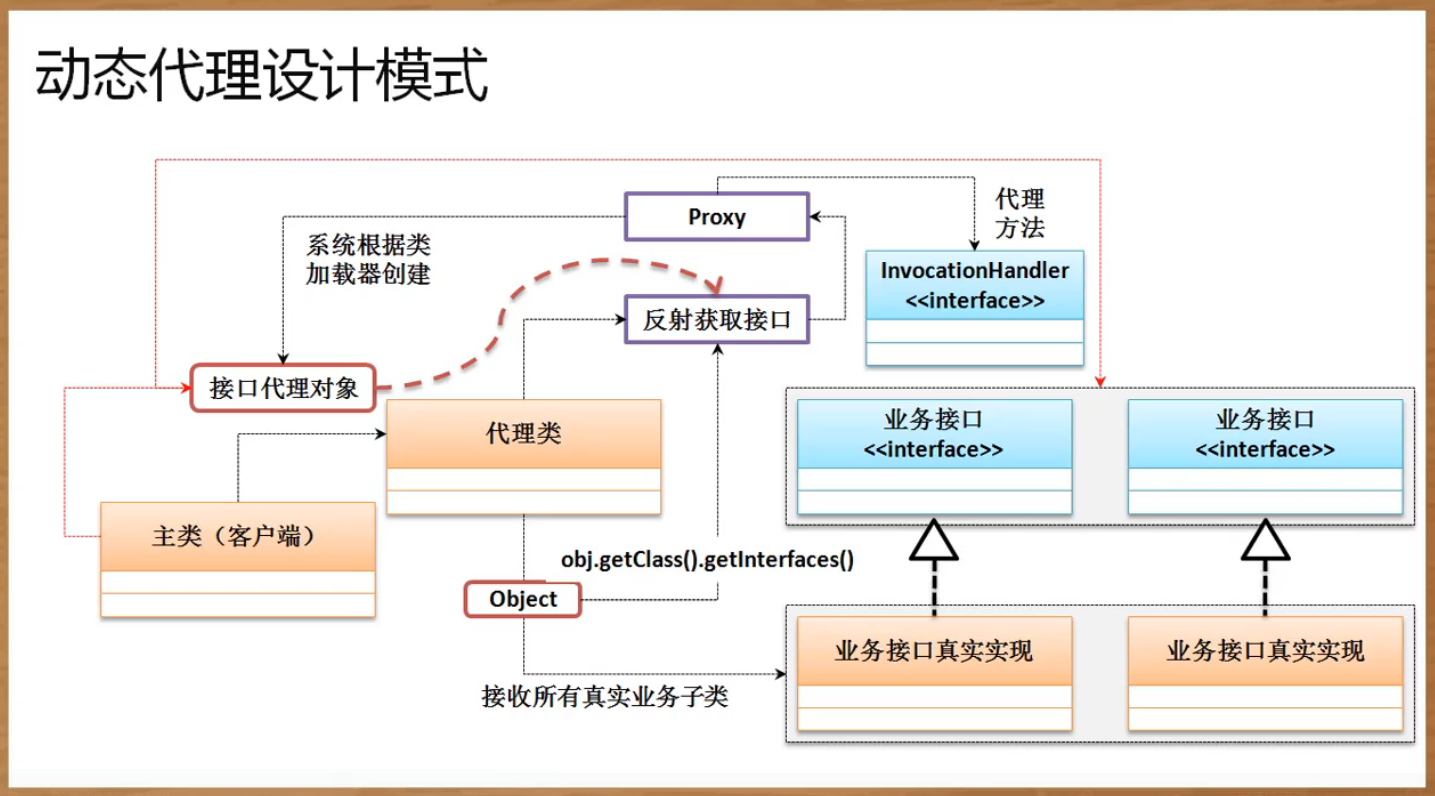 动态代理设计模式
Proxy
代理
方法
系统根据类
加载器创建
InvocationHandler
<<interface>>
反射获取接口
接口代理对象
代理类
业务接口
<<interface>>
业务接口
<<interface>>
主类（客户端）
obj.getClass().getInterfaces()
Object
业务接口真实实现
业务接口真实实现
接收所有真实业务子类